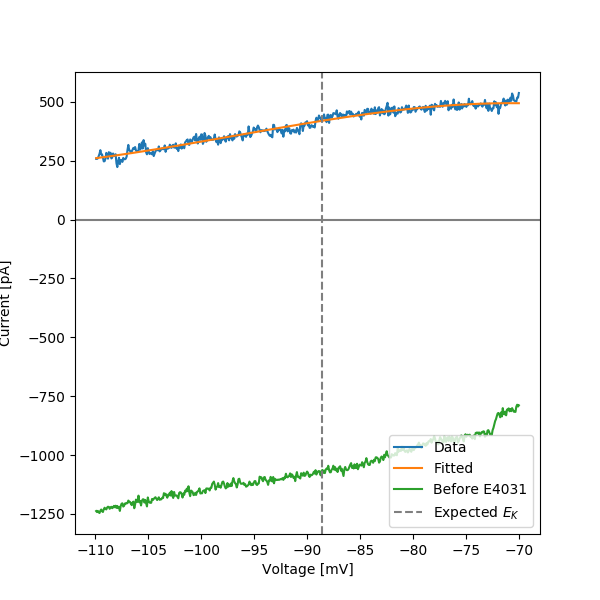 500
250
0
−250
−500
−750
−1000
−1250
Current [pA]
−110 −105 −100 −95 −90 −85 −80 −75 −70
Voltage [mV]
Data
Fitted
Before E4031
Expected E_K